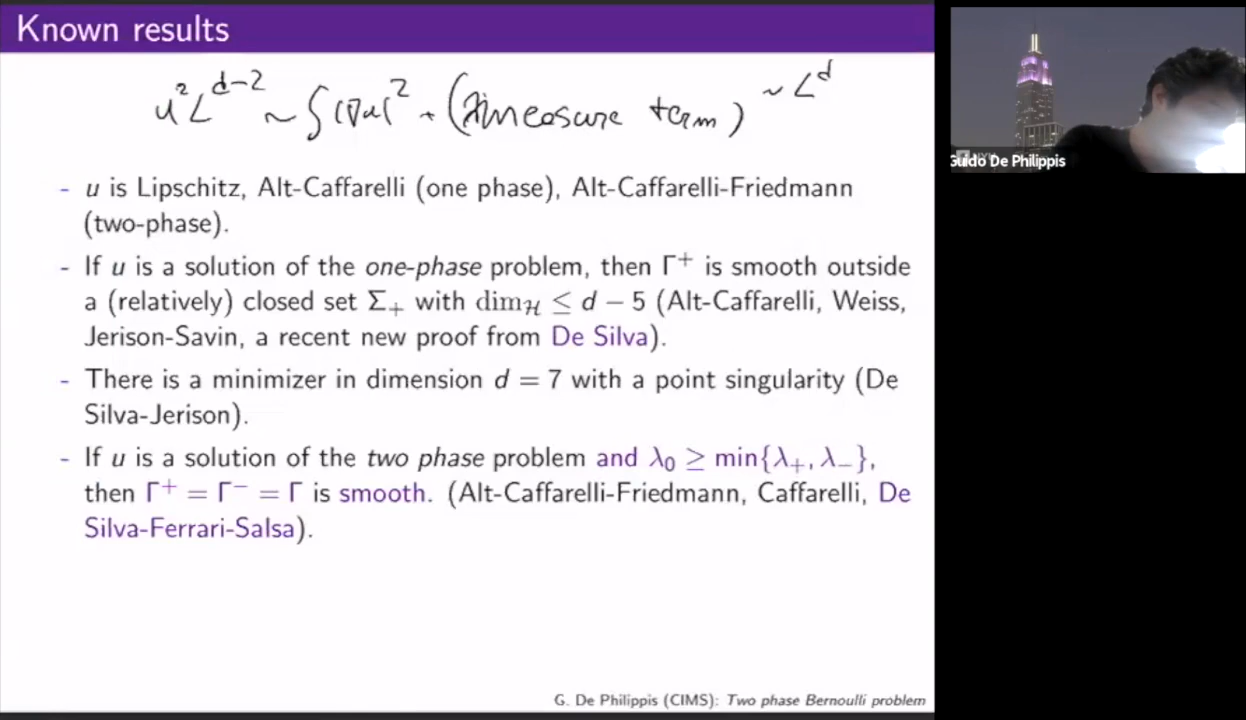 Known results
u²L^{d-2} ~ ∫|∇u|² + (measure term) ~ L^d
- u is Lipschitz, Alt-Caffarelli (one phase), Alt-Caffarelli-Friedmann
(two-phase).
- If u is a solution of the one-phase problem, then Γ⁺ is smooth outside
a (relatively) closed set Σ₊ with dim_ℋ ≤ d − 5 (Alt-Caffarelli, Weiss,
Jerison-Savin, a recent new proof from De Silva).
- There is a minimizer in dimension d = 7 with a point singularity (De
Silva-Jerison).
- If u is a solution of the two phase problem and λ₀ ≥ min{λ₊, λ₋},
then Γ⁺ = Γ⁻ = Γ is smooth. (Alt-Caffarelli-Friedmann, Caffarelli, De
Silva-Ferrari-Salsa).
G. De Philippis (CIMS): Two phase Bernoulli problem
Guido De Philippis